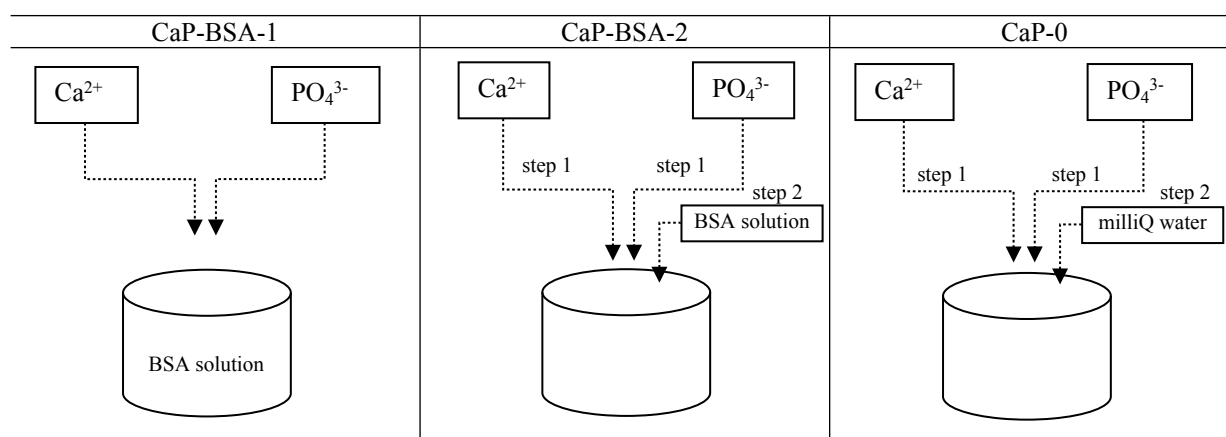 CaP-BSA-1
CaP-BSA-2
CaP-0
Ca²⁺
PO₄³⁻
BSA solution
Ca²⁺
PO₄³⁻
step 1
step 1
step 2
BSA solution
Ca²⁺
PO₄³⁻
step 1
step 1
step 2
milliQ water